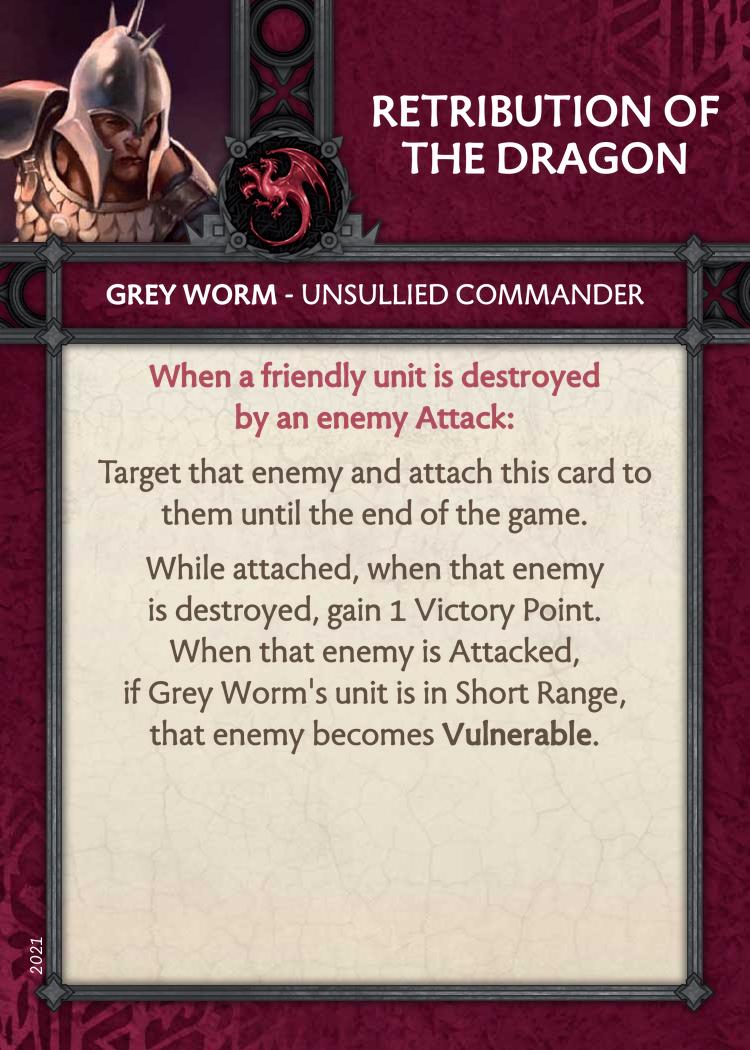 RETRIBUTION OF
THE DRAGON
GREY WORM - UNSULLIED COMMANDER
When a friendly unit is destroyed
by an enemy Attack:
Target that enemy and attach this card to
them until the end of the game.
While attached, when that enemy
is destroyed, gain 1 Victory Point.
When that enemy is Attacked,
if Grey Worm's unit is in Short Range,
that enemy becomes Vulnerable.
2021